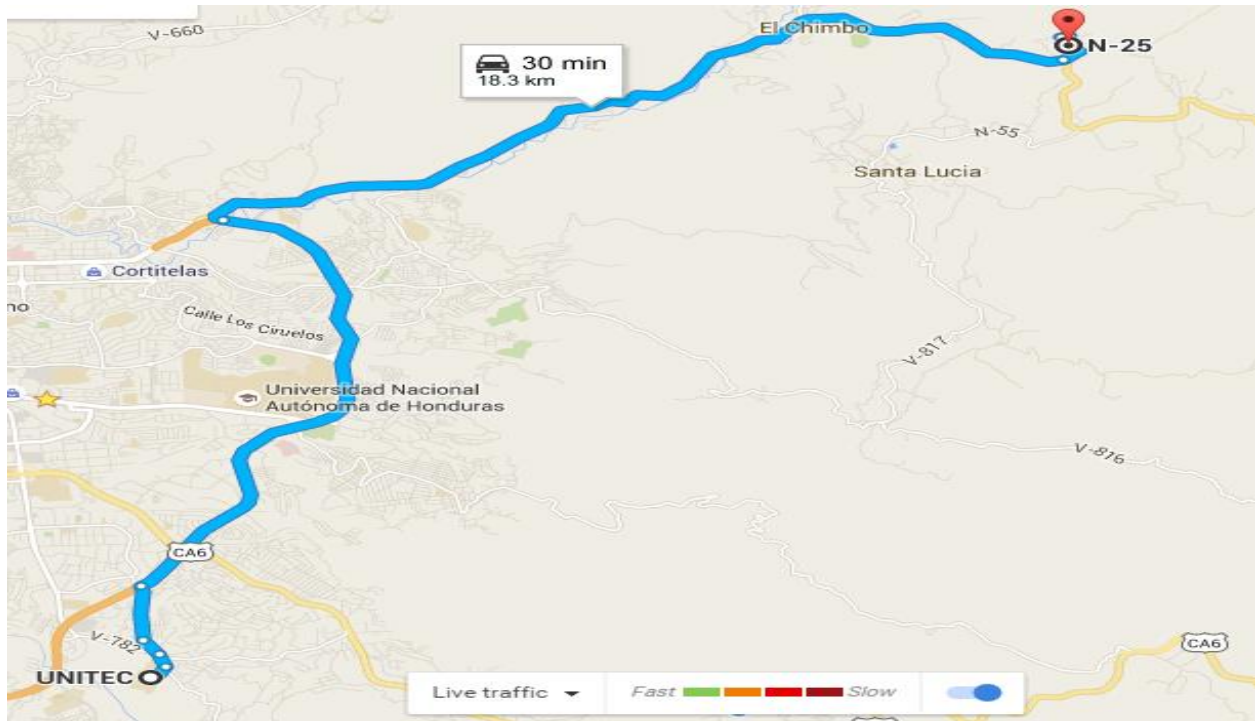 V-660
El Chimbo
N-25
30 min
18.3 km
N-55
Santa Lucia
Cortitelas
no
Calle Los Ciruelos
V-817
Universidad Nacional
Autónoma de Honduras
V-816
CA6
V-782
UNITEC
CA6
Live traffic
Fast
Slow